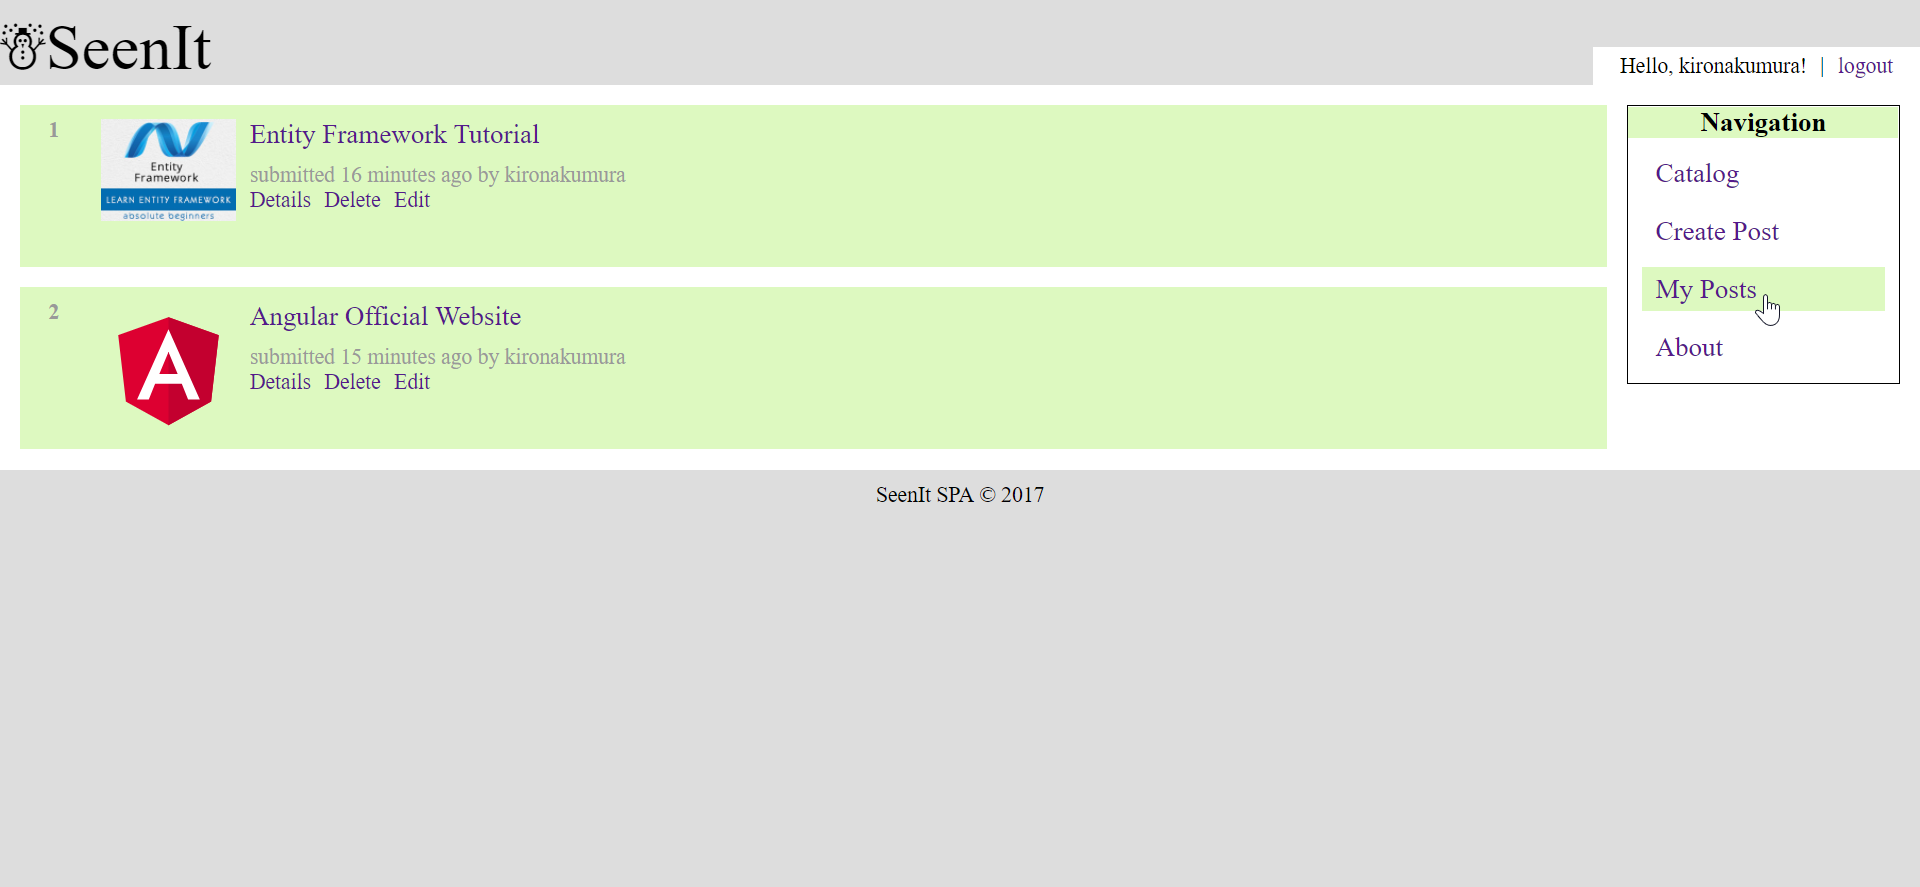 SeenIt
Hello, kironakumura! | logout
1
Entity
Framework
LEARN ENTITY FRAMEWORK
absolute beginners
Entity Framework Tutorial
submitted 16 minutes ago by kironakumura
Details Delete Edit
2
A
Angular Official Website
submitted 15 minutes ago by kironakumura
Details Delete Edit
Navigation
Catalog
Create Post
My Posts
About
SeenIt SPA © 2017